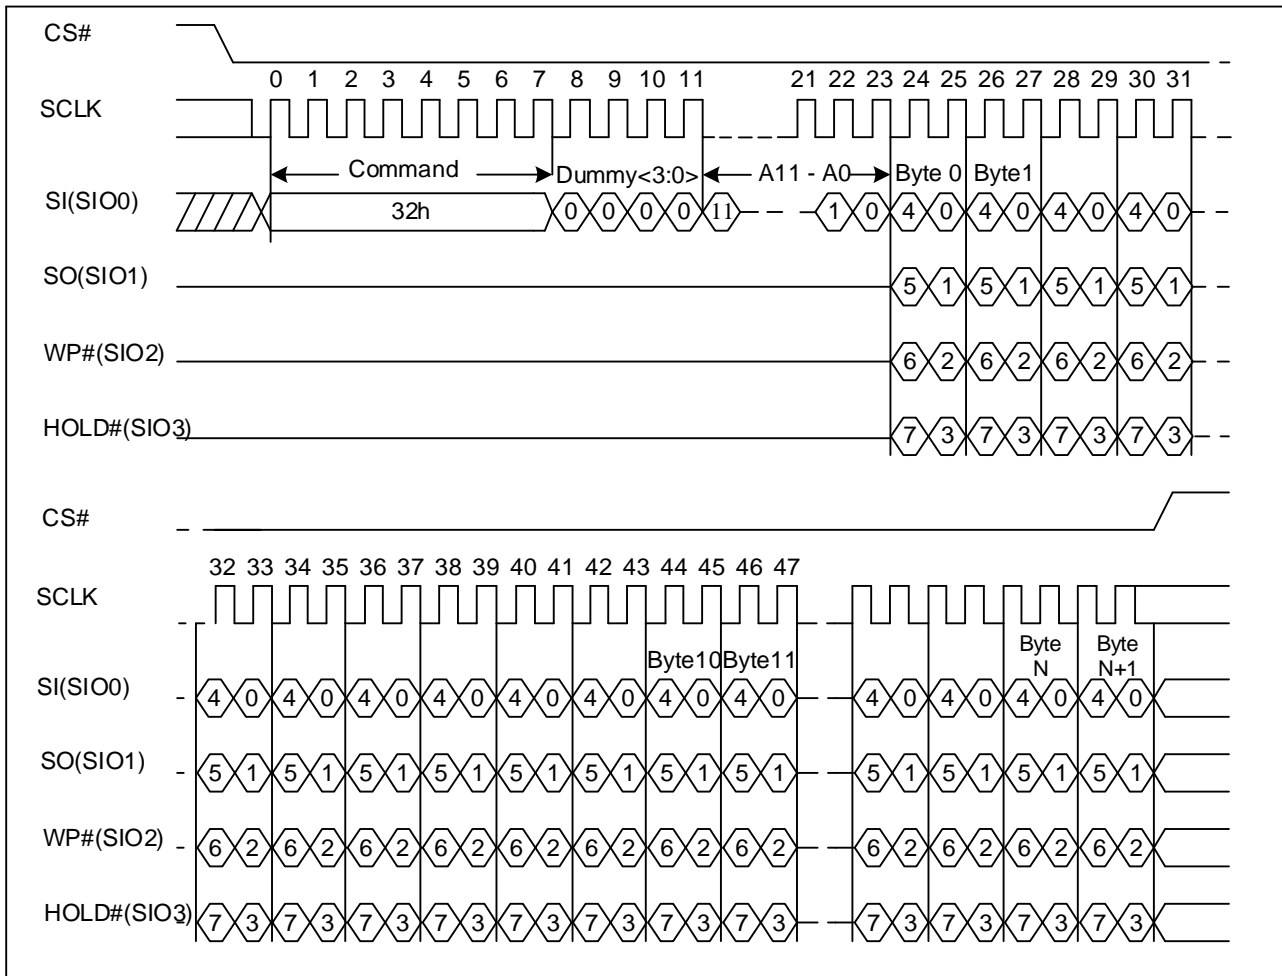 CS#
0 1 2 3 4 5 6 7 8 9 10 11 21 22 23 24 25 26 27 28 29 30 31
SCLK
Command Dummy<3:0> A11 - A0 Byte 0 Byte1
SI(SIO0) 32h 0 0 0 0 11 1 0 4 0 4 0 4 0 4 0
SO(SIO1) 5 1 5 1 5 1 5 1
WP#(SIO2) 6 2 6 2 6 2 6 2
HOLD#(SIO3) 7 3 7 3 7 3 7 3
CS#
32 33 34 35 36 37 38 39 40 41 42 43 44 45 46 47
SCLK
Byte10 Byte11 Byte N Byte N+1
SI(SIO0) 4 0 4 0 4 0 4 0 4 0 4 0 4 0 4 0 4 0 4 0 4 0 4 0
SO(SIO1) 5 1 5 1 5 1 5 1 5 1 5 1 5 1 5 1 5 1 5 1 5 1 5 1
WP#(SIO2) 6 2 6 2 6 2 6 2 6 2 6 2 6 2 6 2 6 2 6 2 6 2 6 2
HOLD#(SIO3) 7 3 7 3 7 3 7 3 7 3 7 3 7 3 7 3 7 3 7 3 7 3 7 3